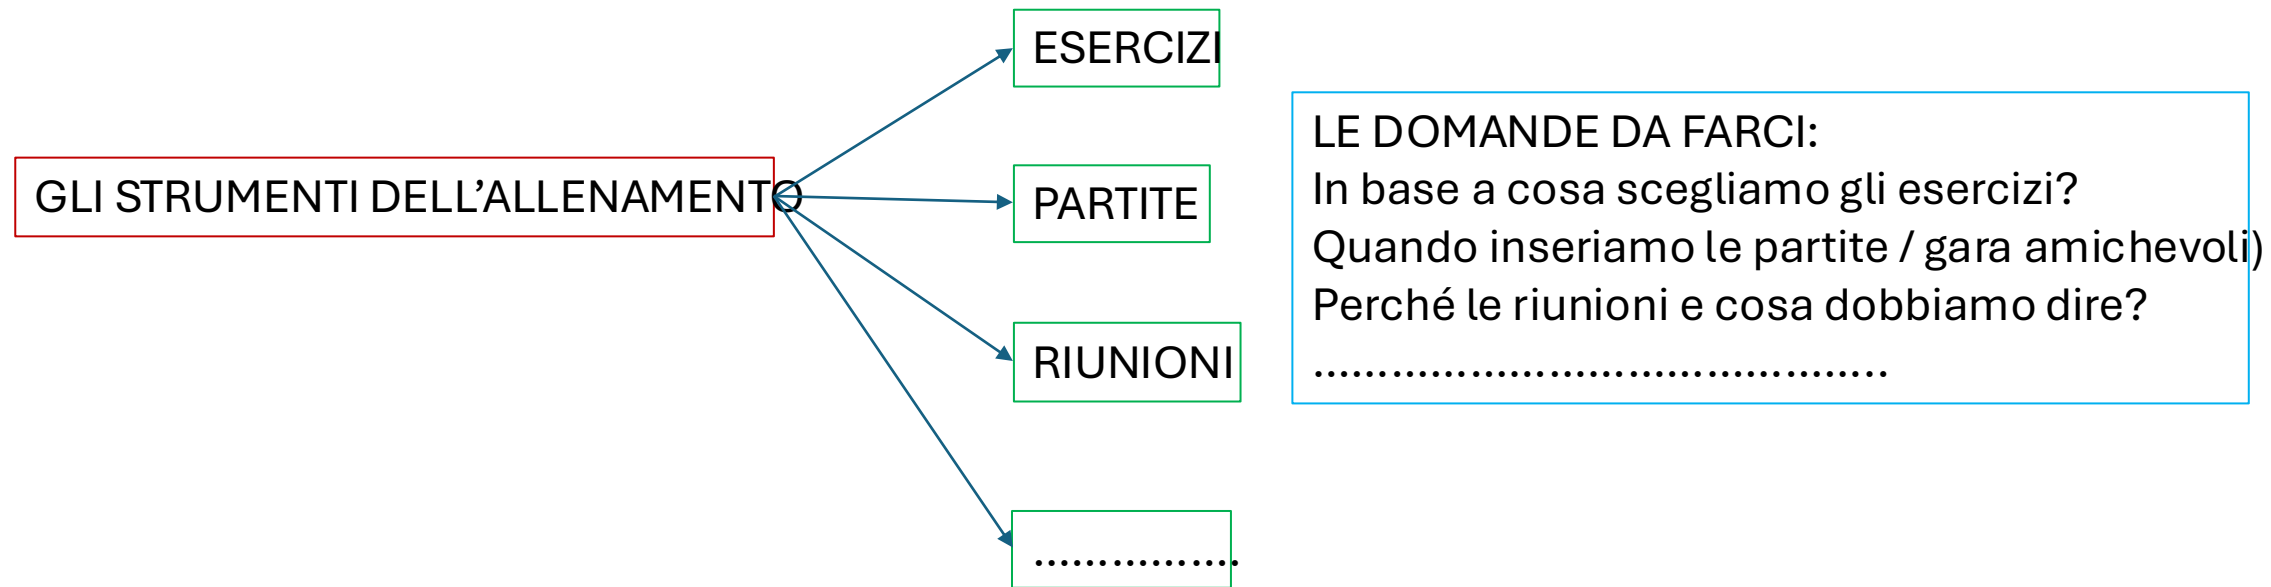 GLI STRUMENTI DELL’ALLENAMENTO
ESERCIZI
PARTITE
RIUNIONI
................
LE DOMANDE DA FARCI:
In base a cosa scegliamo gli esercizi?
Quando inseriamo le partite / gara amichevoli)
Perché le riunioni e cosa dobbiamo dire?
............................................